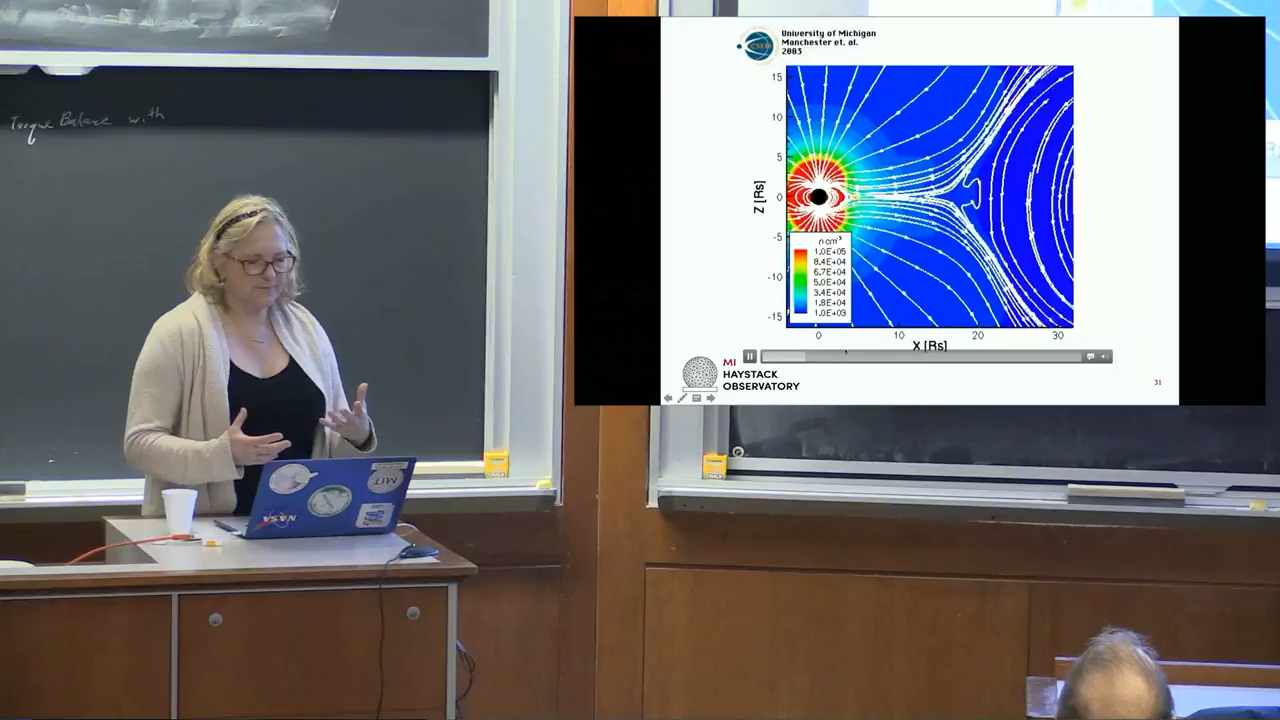 Torque Balance with
University of Michigan
Manchester et. al.
2003
CSEM
15
10
5
0
-5
-10
-15
Z [Rs]
n cm⁻³
1.0E+05
8.4E+04
6.7E+04
5.0E+04
3.4E+04
1.8E+04
1.0E+03
0
10
20
30
X [Rs]
MI
HAYSTACK
OBSERVATORY
31
MIT
NASA